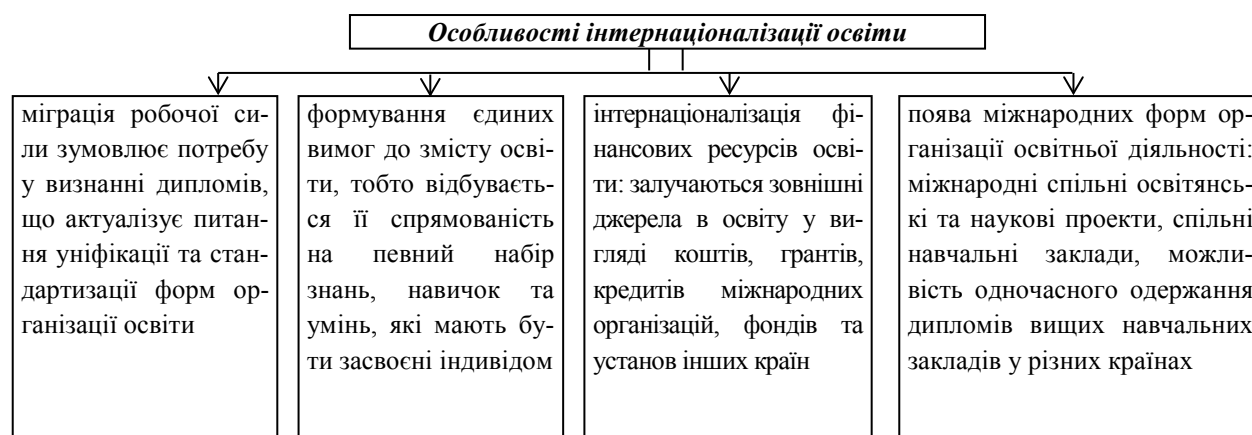 Особливості інтернаціоналізації освіти
міграція робочої си-
ли зумовлює потребу
у визнанні дипломів,
що актуалізує питан-
ня уніфікації та стан-
дартизації форм ор-
ганізації освіти
формування єдиних
вимог до змісту осві-
ти, тобто відбуваєть-
ся її спрямованість
на певний набір
знань, навичок та
умінь, які мають бу-
ти засвоєні індивідом
інтернаціоналізація фі-
нансових ресурсів осві-
ти: залучаються зовнішні
джерела в освіту у ви-
гляді коштів, грантів,
кредитів міжнародних
організацій, фондів та
установ інших країн
поява міжнародних форм ор-
ганізації освітньої діяльності:
міжнародні спільні освітянсь-
кі та наукові проекти, спільні
навчальні заклади, можли-
вість одночасного одержання
дипломів вищих навчальних
закладів у різних країнах